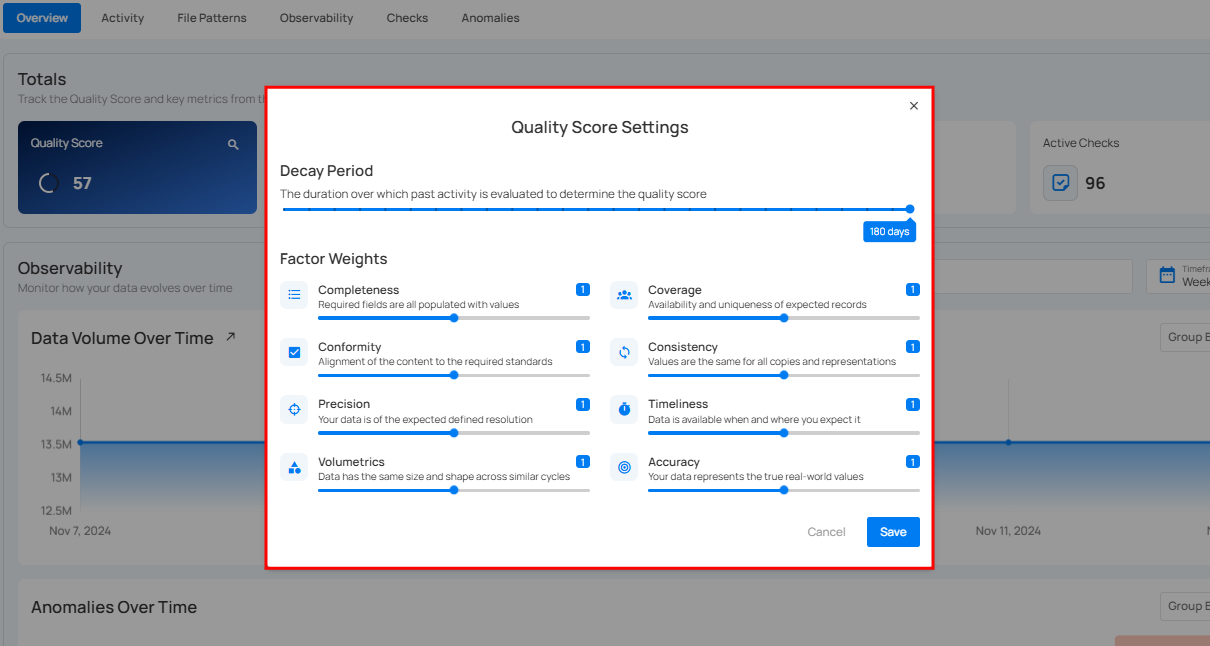 Overview
Activity
File Patterns
Observability
Checks
Anomalies
Totals
Track the Quality Score and key metrics from
Quality Score
57
Active Checks
96
Quality Score Settings
Decay Period
The duration over which past activity is evaluated to determine the quality score
180 days
Factor Weights
Completeness 1
Required fields are all populated with values
Coverage 1
Availability and uniqueness of expected records
Conformity 1
Alignment of the content to the required standards
Consistency 1
Values are the same for all copies and representations
Precision 1
Your data is of the expected defined resolution
Timeliness 1
Data is available when and where you expect it
Volumetrics 1
Data has the same size and shape across similar cycles
Accuracy 1
Your data represents the true real-world values
Cancel
Save
Observability
Monitor how your data evolves over time
Week
Data Volume Over Time
Group
14.5M
14M
13.5M
13M
12.5M
Nov 7, 2024
Nov 11, 2024
Anomalies Over Time
Group